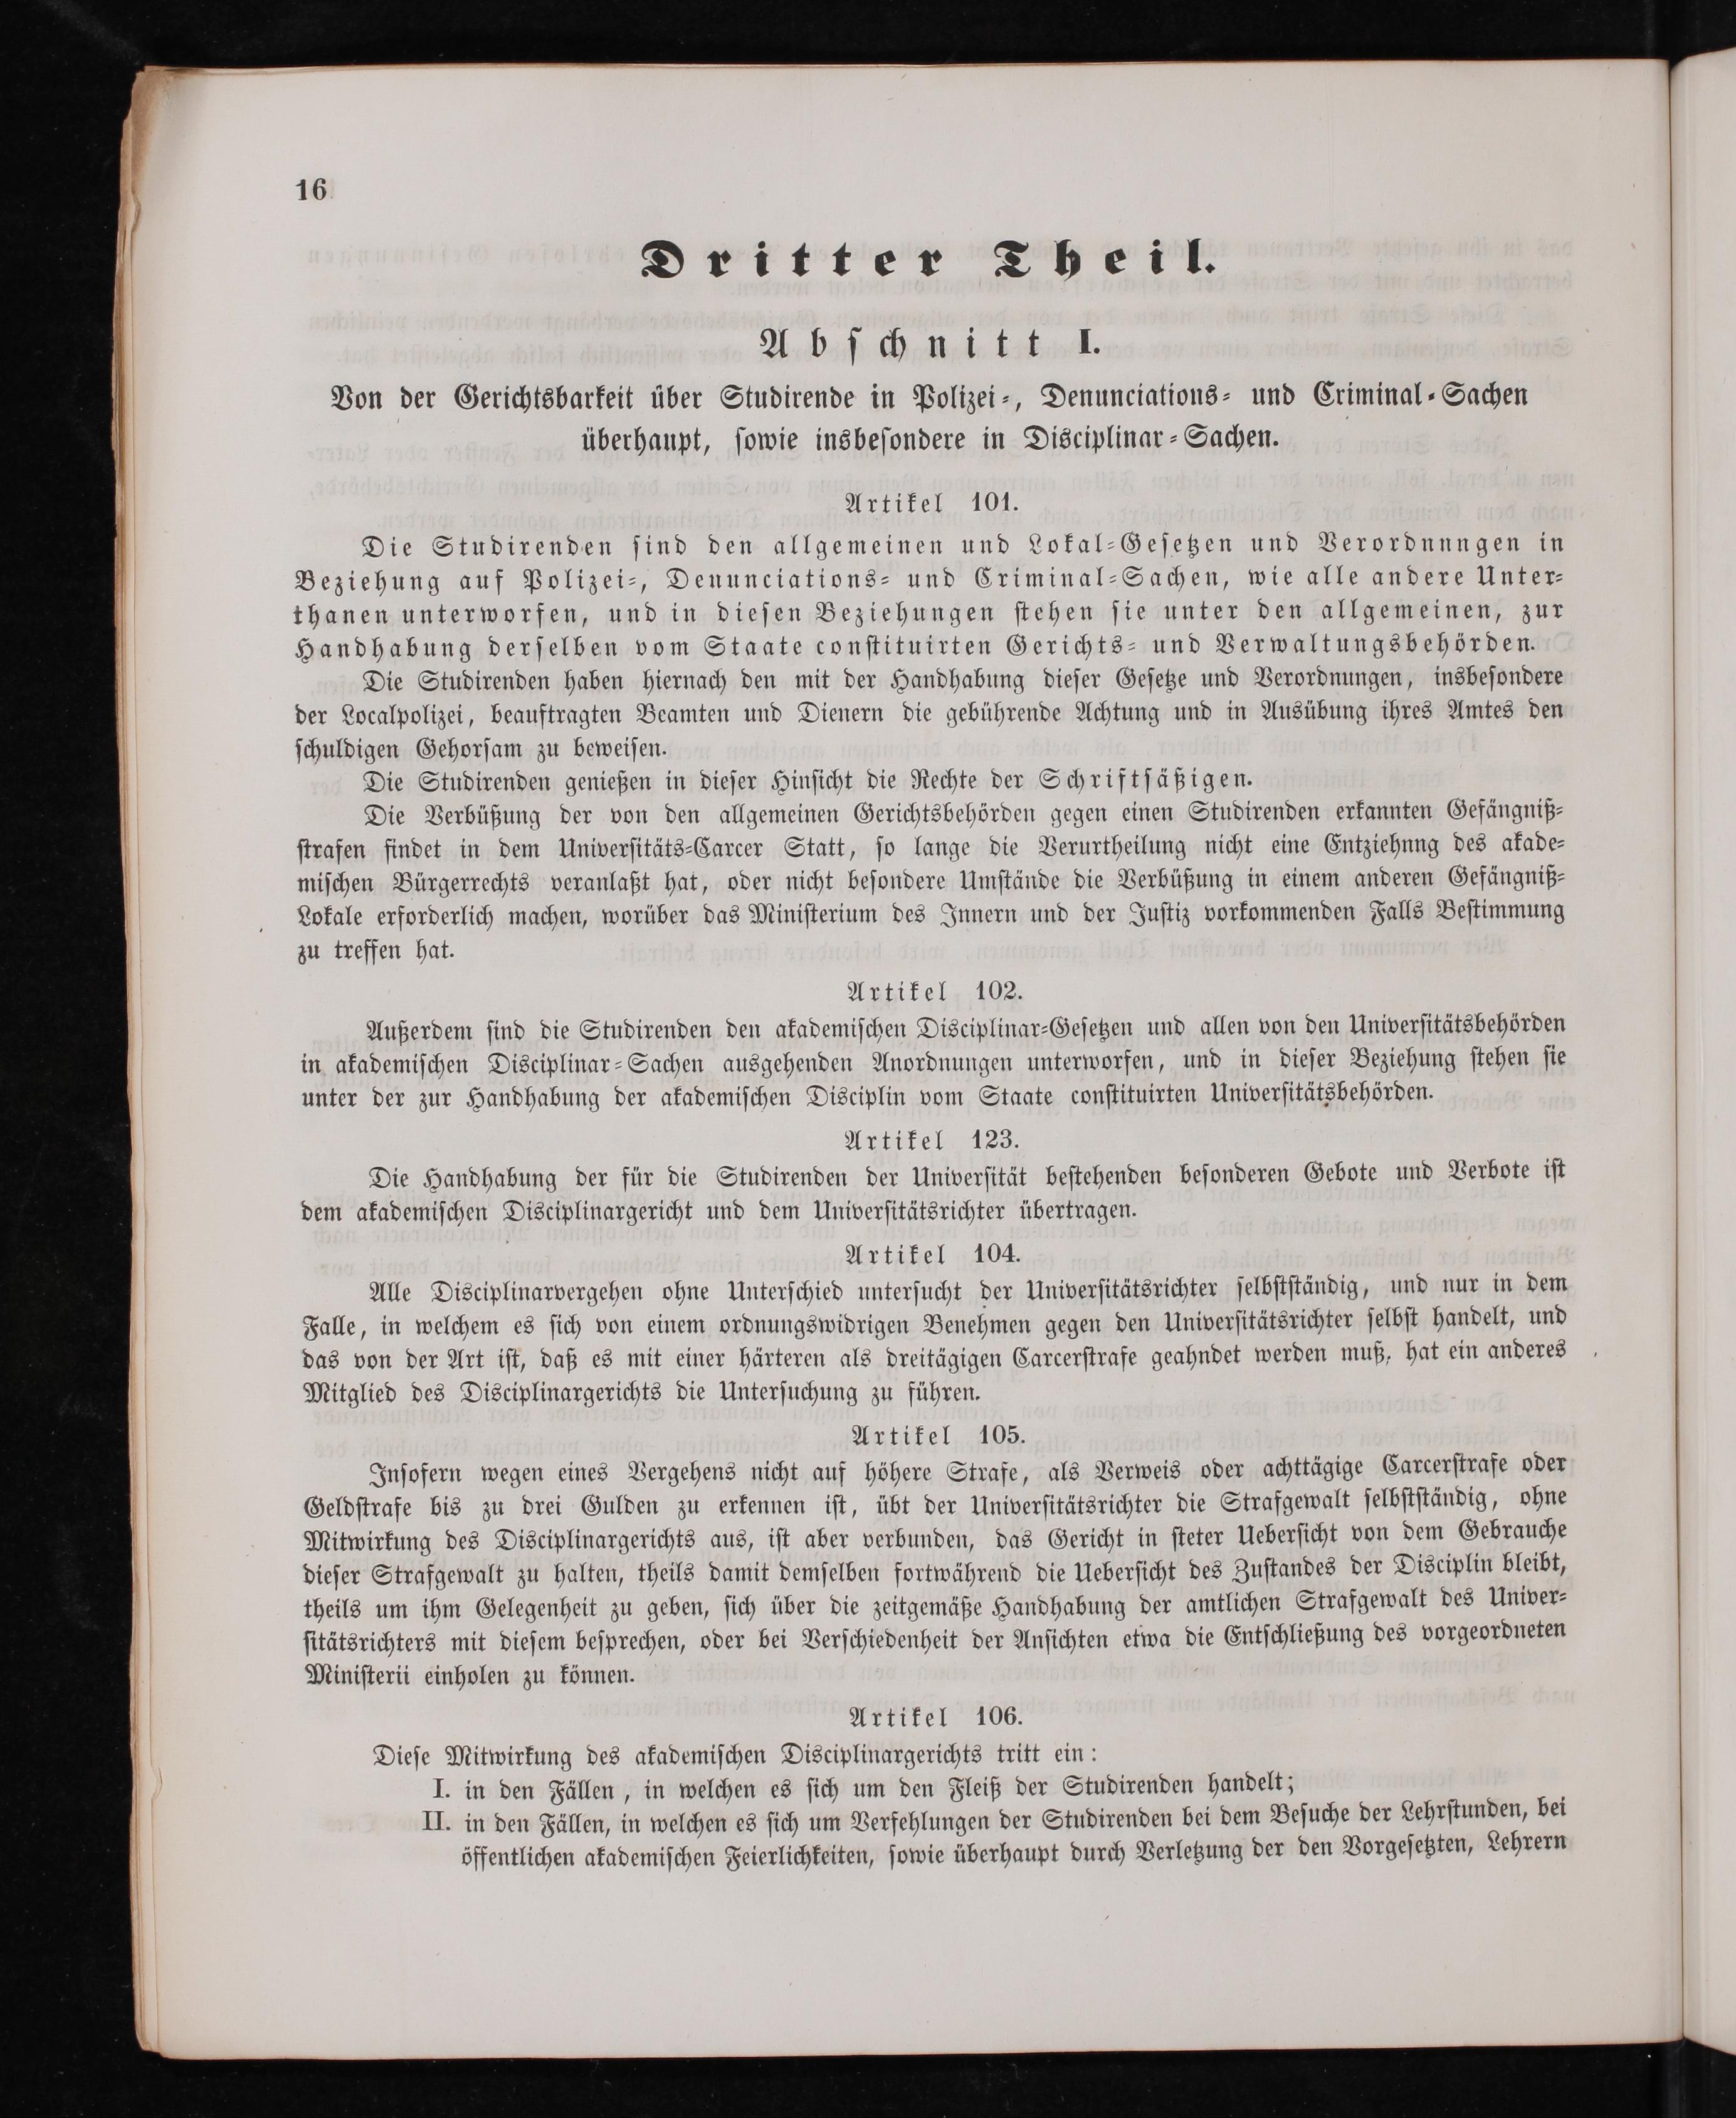 16
Dritter Theil.
Abschnitt I.
Von der Gerichtsbarkeit über Studirende in Polizei-, Denunciations- und Criminal-Sachen
überhaupt, sowie insbesondere in Disciplinar-Sachen.
Artikel 101.
Die Studirenden sind den allgemeinen und Lokal-Gesetzen und Verordnnngen in
Beziehung auf Polizei-, Denunciations- und Criminal-Sachen, wie alle andere Unter-
thanen unterworfen, und in diesen Beziehungen stehen sie unter den allgemeinen, zur
Handhabung derselben vom Staate constituirten Gerichts- und Verwaltungsbehörden.
Die Studirenden haben hiernach den mit der Handhabung dieser Gesetze und Verordnungen, insbesondere
der Localpolizei, beauftragten Beamten und Dienern die gebührende Achtung und in Ausübung ihres Amtes den
schuldigen Gehorsam zu beweisen.
Die Studirenden genießen in dieser Hinsicht die Rechte der Schriftsäßigen.
Die Verbüßung der von den allgemeinen Gerichtsbehörden gegen einen Studirenden erkannten Gefängniß-
strafen findet in dem Universitäts-Carcer Statt, so lange die Verurtheilung nicht eine Entziehnng des akade-
mischen Bürgerrechts veranlaßt hat, oder nicht besondere Umstände die Verbüßung in einem anderen Gefängniß-
Lokale erforderlich machen, worüber das Ministerium des Innern und der Justiz vorkommenden Falls Bestimmung
zu treffen hat.
Artikel 102.
Außerdem sind die Studirenden den akademischen Disciplinar-Gesetzen und allen von den Universitätsbehörden
in akademischen Disciplinar-Sachen ausgehenden Anordnungen unterworfen, und in dieser Beziehung stehen sie
unter der zur Handhabung der akademischen Disciplin vom Staate constituirten Universitätsbehörden.
Artikel 123.
Die Handhabung der für die Studirenden der Universität bestehenden besonderen Gebote und Verbote ist
dem akademischen Disciplinargericht und dem Universitätsrichter übertragen.
Artikel 104.
Alle Disciplinarvergehen ohne Unterschied untersucht der Universitätsrichter selbstständig, und nur in dem
Falle, in welchem es sich von einem ordnungswidrigen Benehmen gegen den Universitätsrichter selbst handelt, und
das von der Art ist, daß es mit einer härteren als dreitägigen Carcerstrafe geahndet werden muß, hat ein anderes
Mitglied des Disciplinargerichts die Untersuchung zu führen.
Artikel 105.
Insofern wegen eines Vergehens nicht auf höhere Strafe, als Verweis oder achttägige Carcerstrafe oder
Geldstrafe bis zu drei Gulden zu erkennen ist, übt der Universitätsrichter die Strafgewalt selbstständig, ohne
Mitwirkung des Disciplinargerichts aus, ist aber verbunden, das Gericht in steter Uebersicht von dem Gebrauche
dieser Strafgewalt zu halten, theils damit demselben fortwährend die Uebersicht des Zustandes der Disciplin bleibt,
theils um ihm Gelegenheit zu geben, sich über die zeitgemäße Handhabung der amtlichen Strafgewalt des Univer-
sitätsrichters mit diesem besprechen, oder bei Verschiedenheit der Ansichten etwa die Entschließung des vorgeordneten
Ministerii einholen zu können.
Artikel 106.
Diese Mitwirkung des akademischen Disciplinargerichts tritt ein:
I. in den Fällen, in welchen es sich um den Fleiß der Studirenden handelt;
II. in den Fällen, in welchen es sich um Verfehlungen der Studirenden bei dem Besuche der Lehrstunden, bei
öffentlichen akademischen Feierlichkeiten, sowie überhaupt durch Verletzung der den Vorgesetzten, Lehrern